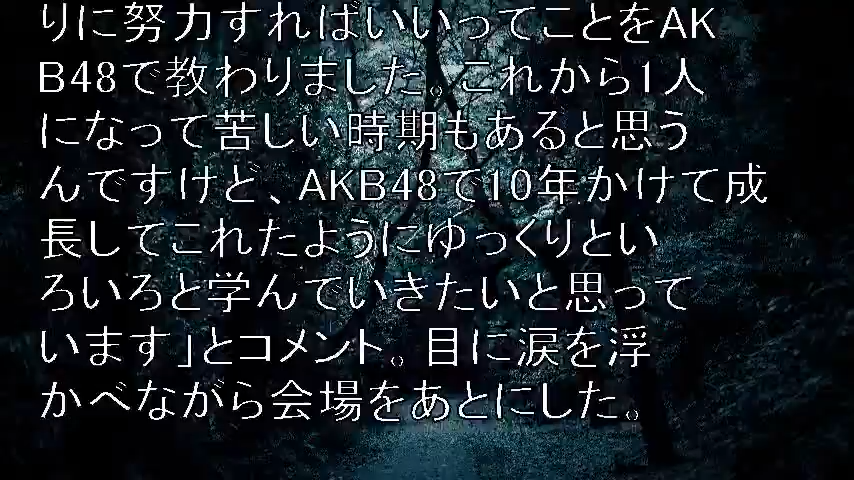 りに努力すればいいってことをAK
B48で教わりました。これから1人
になって苦しい時期もあると思う
んですけど、AKB48で10年かけて成
長してこれたようにゆっくりとい
ろいろと学んていきたいと思って
います」とコメント。目に涙を浮
かべながら会場をあとにした。